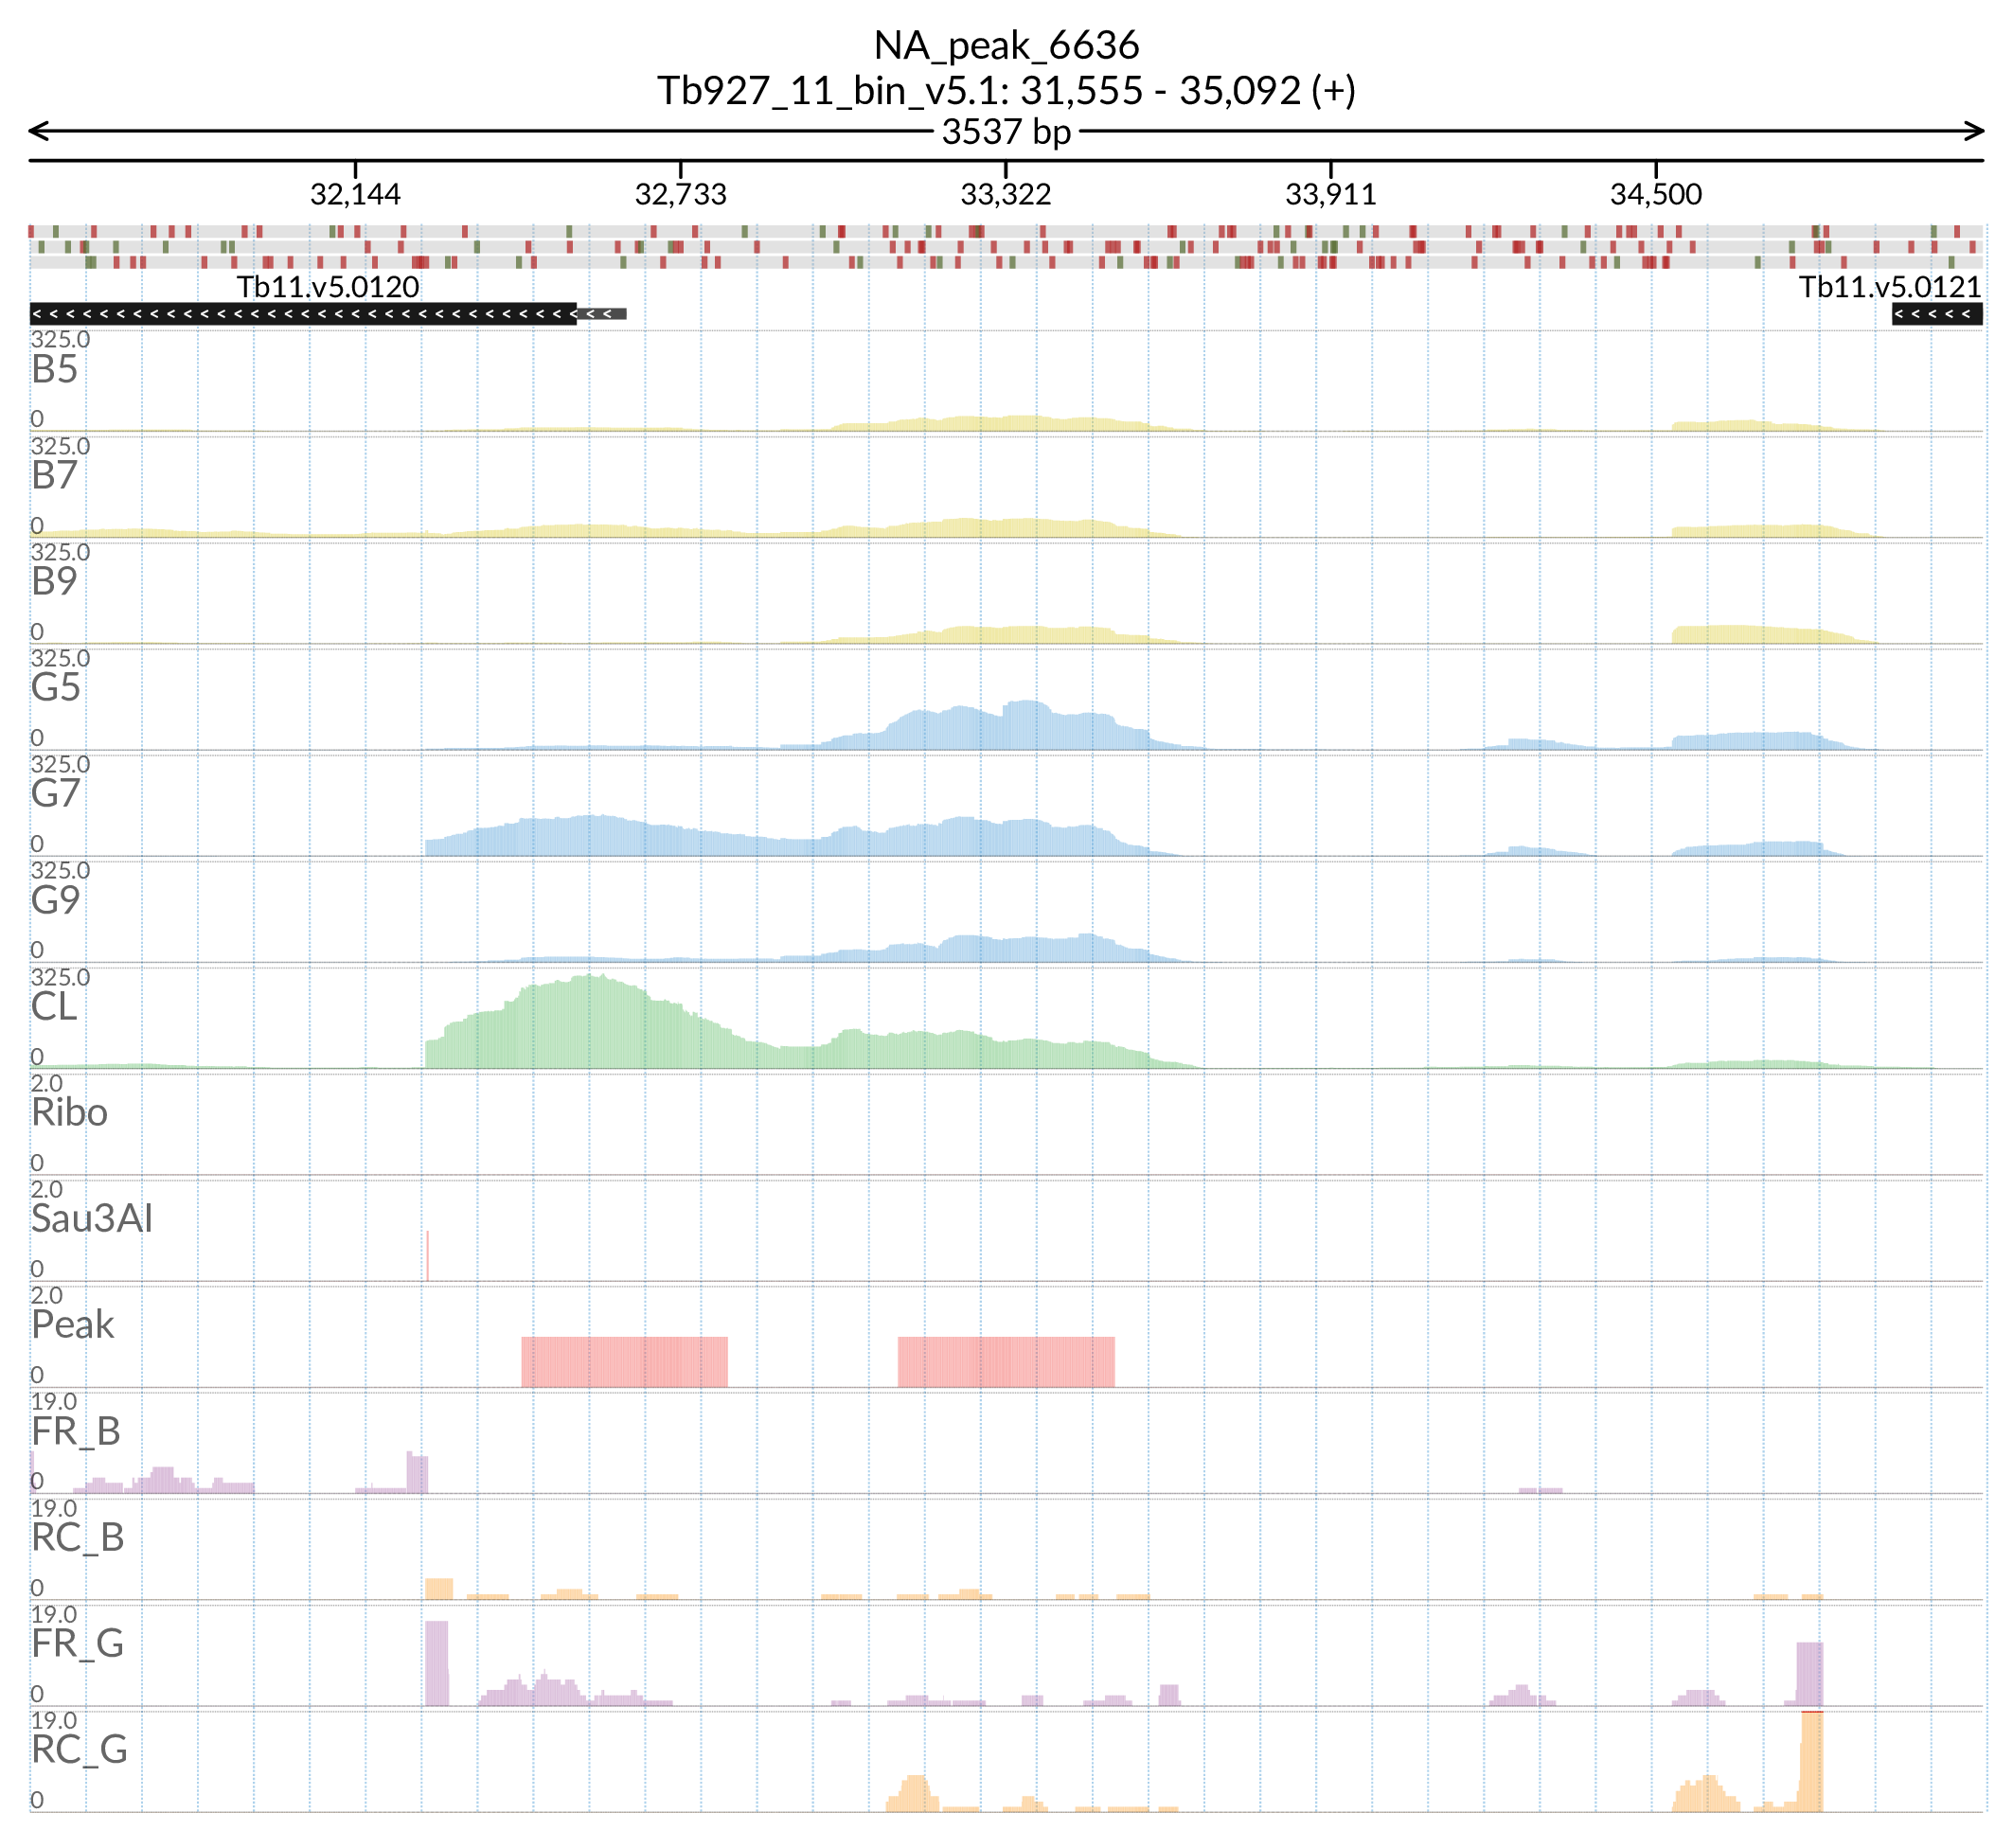 NA_peak_6636
Tb927_11_bin_v5.1: 31,555 - 35,092 (+)
3537 bp
32,144 32,733 33,322 33,911 34,500
Tb11.v5.0120 Tb11.v5.0121
325.0
B5
0
325.0
B7
0
325.0
B9
0
325.0
G5
0
325.0
G7
0
325.0
G9
0
325.0
CL
0
2.0
Ribo
0
2.0
Sau3AI
0
2.0
Peak
0
19.0
FR_B
0
19.0
RC_B
0
19.0
FR_G
0
19.0
RC_G
0